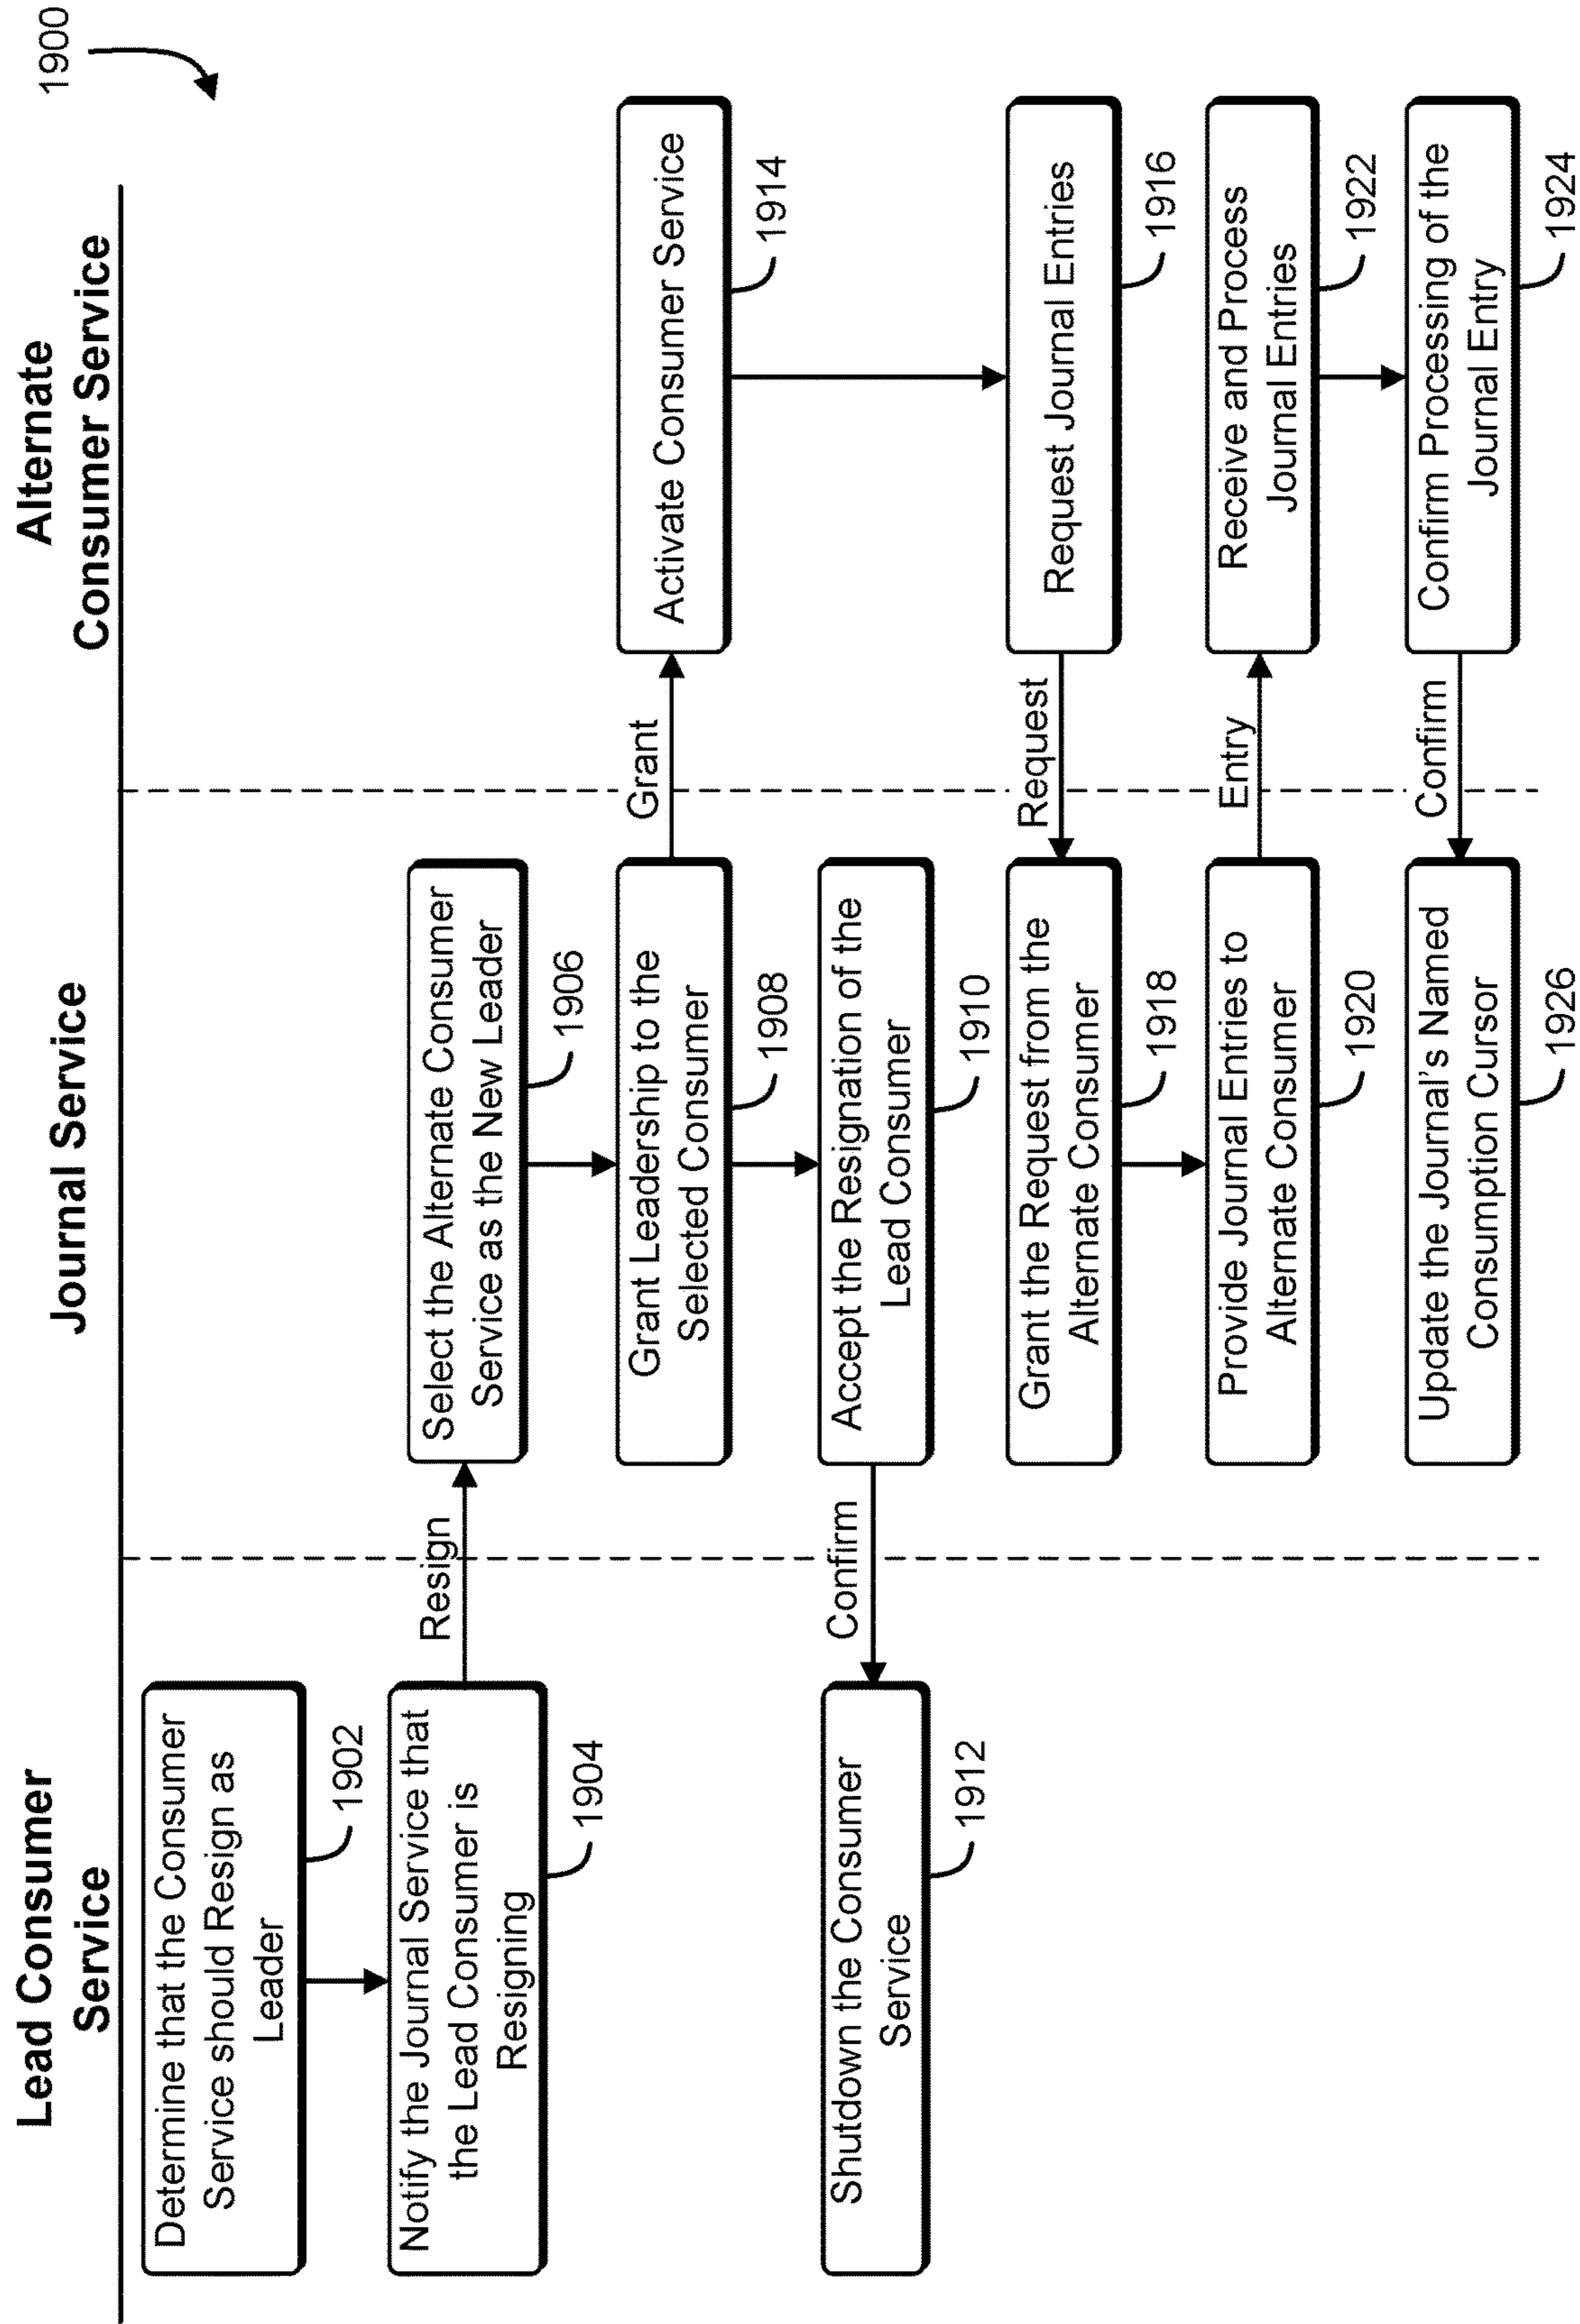 1900
Lead Consumer
Service
Journal Service
Alternate
Consumer Service
Determine that the Consumer
Service should Resign as
Leader
1902
Notify the Journal Service that
the Lead Consumer is
Resigning
1904
Resign
Select the Alternate Consumer
Service as the New Leader
1906
Grant Leadership to the
Selected Consumer
1908
Grant
Activate Consumer Service
1914
Accept the Resignation of the
Lead Consumer
1910
Confirm
Shutdown the Consumer
Service
1912
Request Journal Entries
1916
Request
Grant the Request from the
Alternate Consumer
1918
Provide Journal Entries to
Alternate Consumer
1920
Entry
Receive and Process
Journal Entries
1922
Confirm Processing of the
Journal Entry
1924
Confirm
Update the Journal's Named
Consumption Cursor
1926